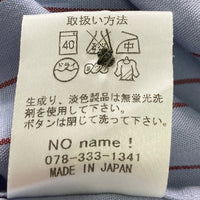 取扱い方法
40
中
ドライ
生成り、淡色製品は無蛍光洗
剤を使用して下さい。
ボタンは閉じて洗って下さい。
NO name !
078-333-1341
MADE IN JAPAN